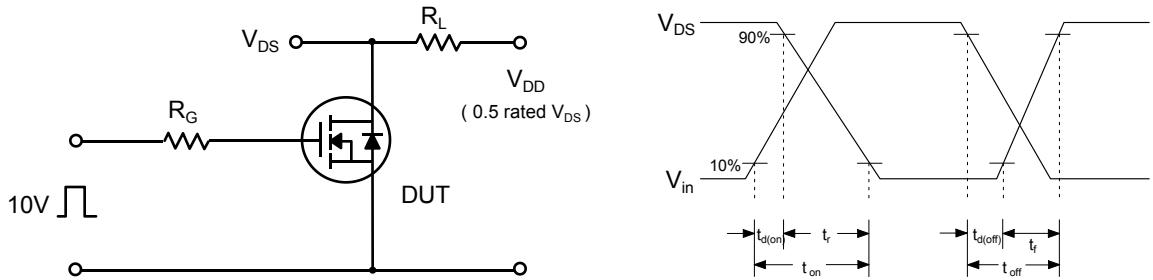 R_L
V_DS
V_DD
( 0.5 rated V_DS )
R_G
DUT
10V
V_DS
90%
10%
V_in
t_d(on)
t_r
t_on
t_d(off)
t_f
t_off